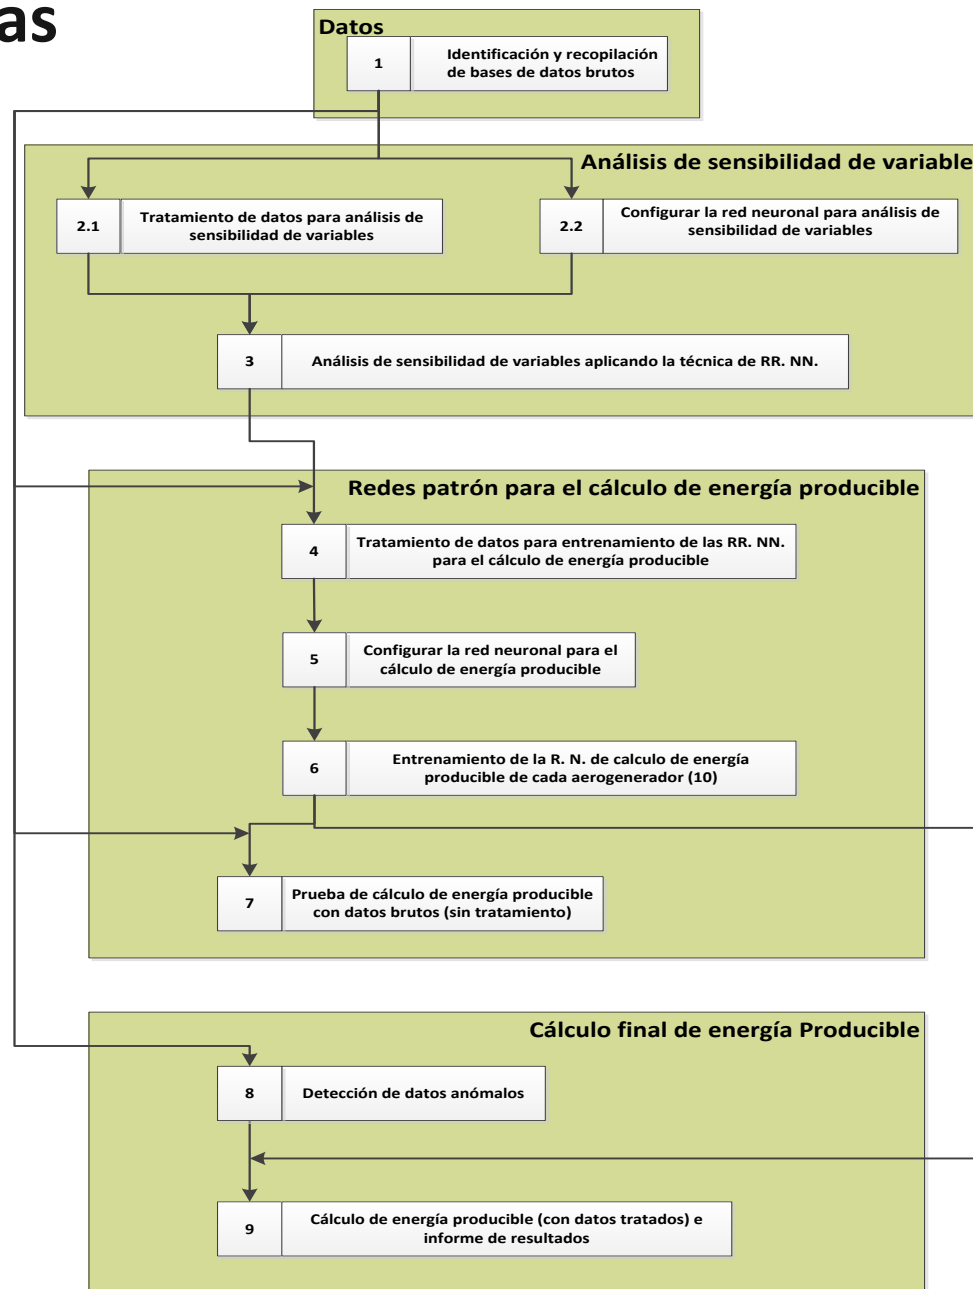 as
Datos
1
Identificación y recopilación
de bases de datos brutos
Análisis de sensibilidad de variable
2.1
Tratamiento de datos para análisis de
sensibilidad de variables
2.2
Configurar la red neuronal para análisis de
sensibilidad de variables
3
Análisis de sensibilidad de variables aplicando la técnica de RR. NN.
Redes patrón para el cálculo de energía producible
4
Tratamiento de datos para entrenamiento de las RR. NN.
para el cálculo de energía producible
5
Configurar la red neuronal para el
cálculo de energía producible
6
Entrenamiento de la R. N. de calculo de energía
producible de cada aerogenerador (10)
7
Prueba de cálculo de energía producible
con datos brutos (sin tratamiento)
Cálculo final de energía Producible
8
Detección de datos anómalos
9
Cálculo de energía producible (con datos tratados) e
informe de resultados